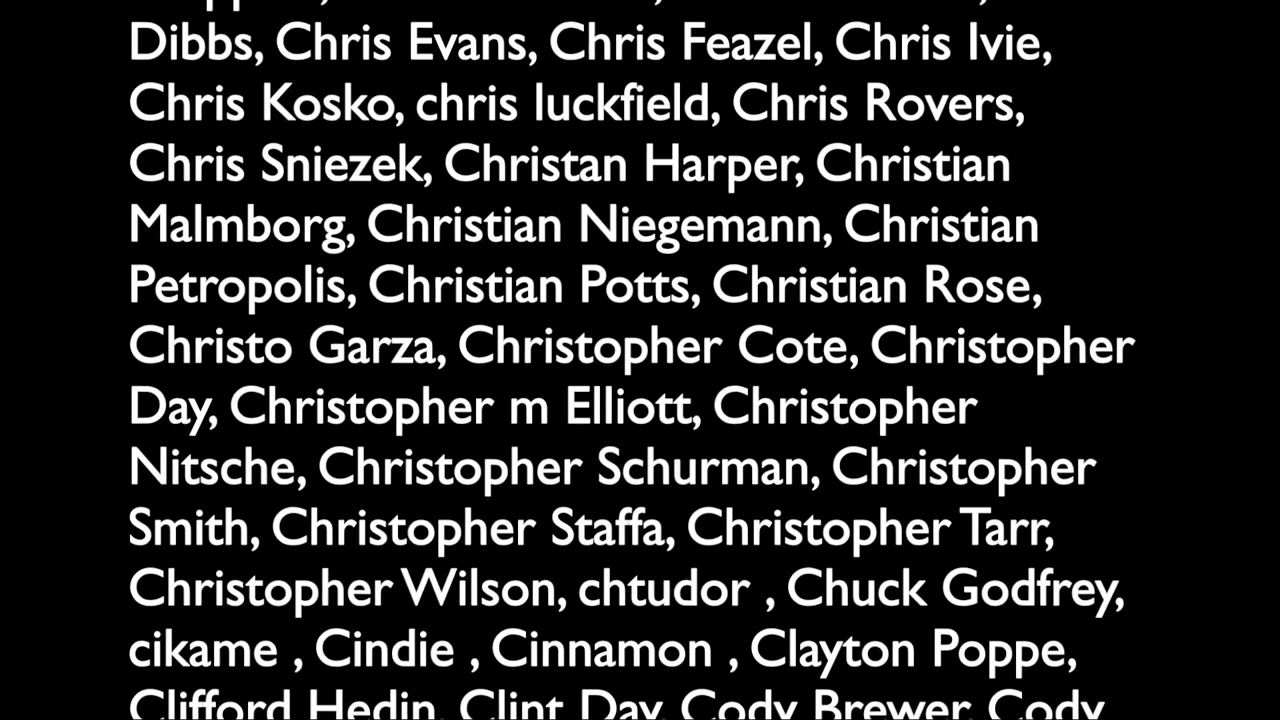 Dibbs, Chris Evans, Chris Feazel, Chris Ivie,
Chris Kosko, chris luckfield, Chris Rovers,
Chris Sniezek, Christan Harper, Christian
Malmborg, Christian Niegemann, Christian
Petropolis, Christian Potts, Christian Rose,
Christo Garza, Christopher Cote, Christopher
Day, Christopher m Elliott, Christopher
Nitsche, Christopher Schurman, Christopher
Smith, Christopher Staffa, Christopher Tarr,
Christopher Wilson, chtudor , Chuck Godfrey,
cikame , Cindie , Cinnamon , Clayton Poppe,
Clifford Hedin, Clint Day, Cody Brewer, Cody